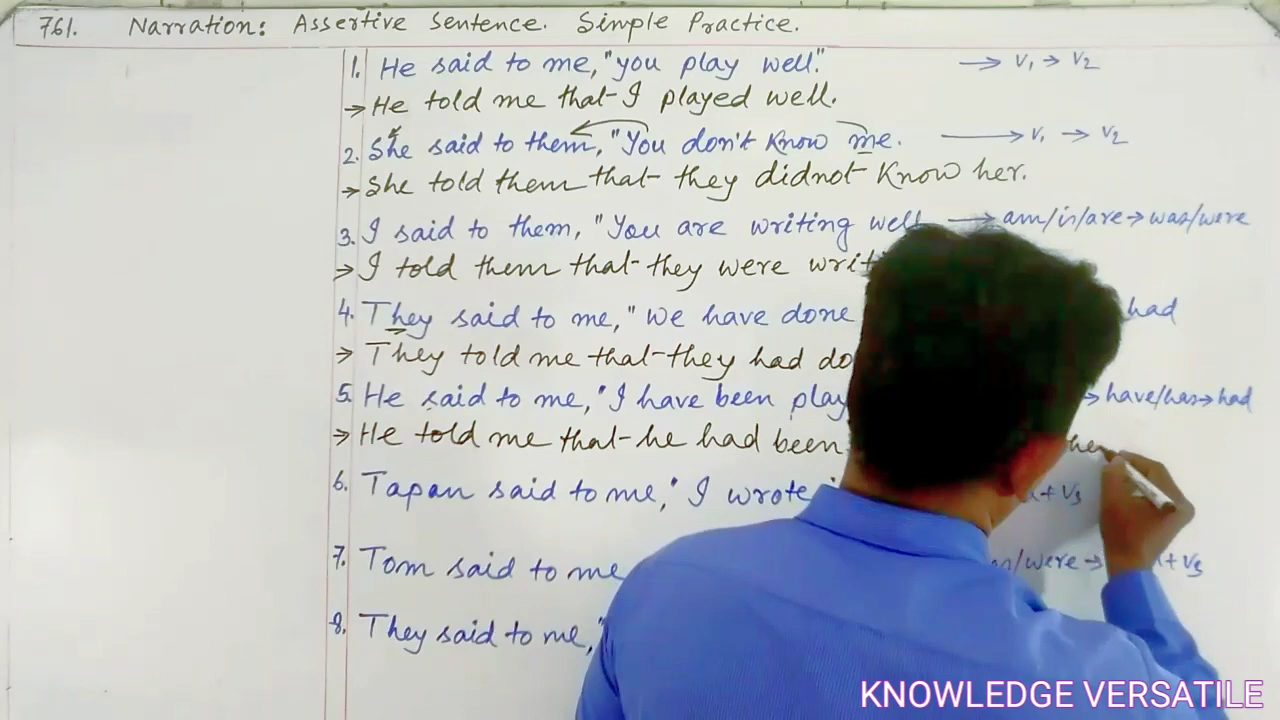 761. Narration: Assertive Sentence. Simple Practice.
1. He said to me, "you play well." → V₁ → V₂
→ He told me that I played well.
2. She said to them, "You don't know me. → V₁ → V₂
→ She told them that they didnot know her.
3. I said to them, "You are writing well → am/is/are → was/were
→ I told them that they were writi
4. They said to me, "We have done had
→ They told me that they had do
5. He said to me, "I have been play → have/has → had
→ He told me that he had been the
6. Tapan said to me, " I wrote + V₃
7. Tom said to me /were → + V₃
8. They said to me, "
KNOWLEDGE VERSATILE